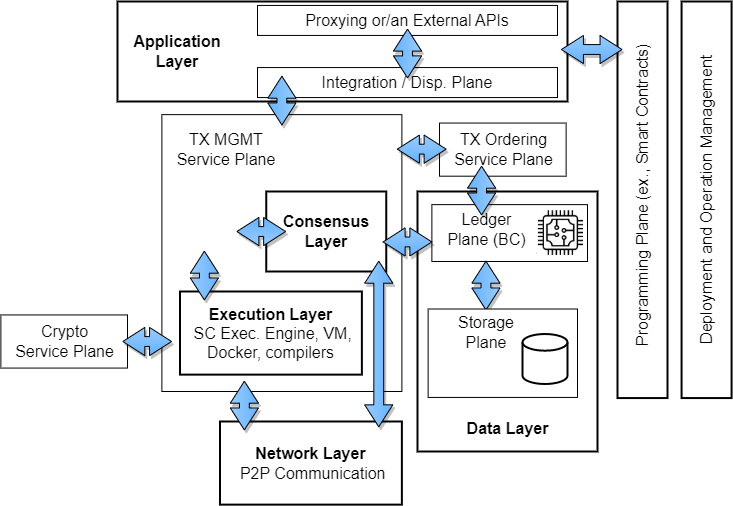 Proxying or/an External APIs
Application
Layer
Integration / Disp. Plane
TX MGMT
Service Plane
TX Ordering
Service Plane
Consensus
Layer
Ledger
Plane (BC)
Execution Layer
SC Exec. Engine, VM,
Docker, compilers
Crypto
Service Plane
Storage
Plane
Data Layer
Network Layer
P2P Communication
Programming Plane (ex., Smart Contracts)
Deployment and Operation Management